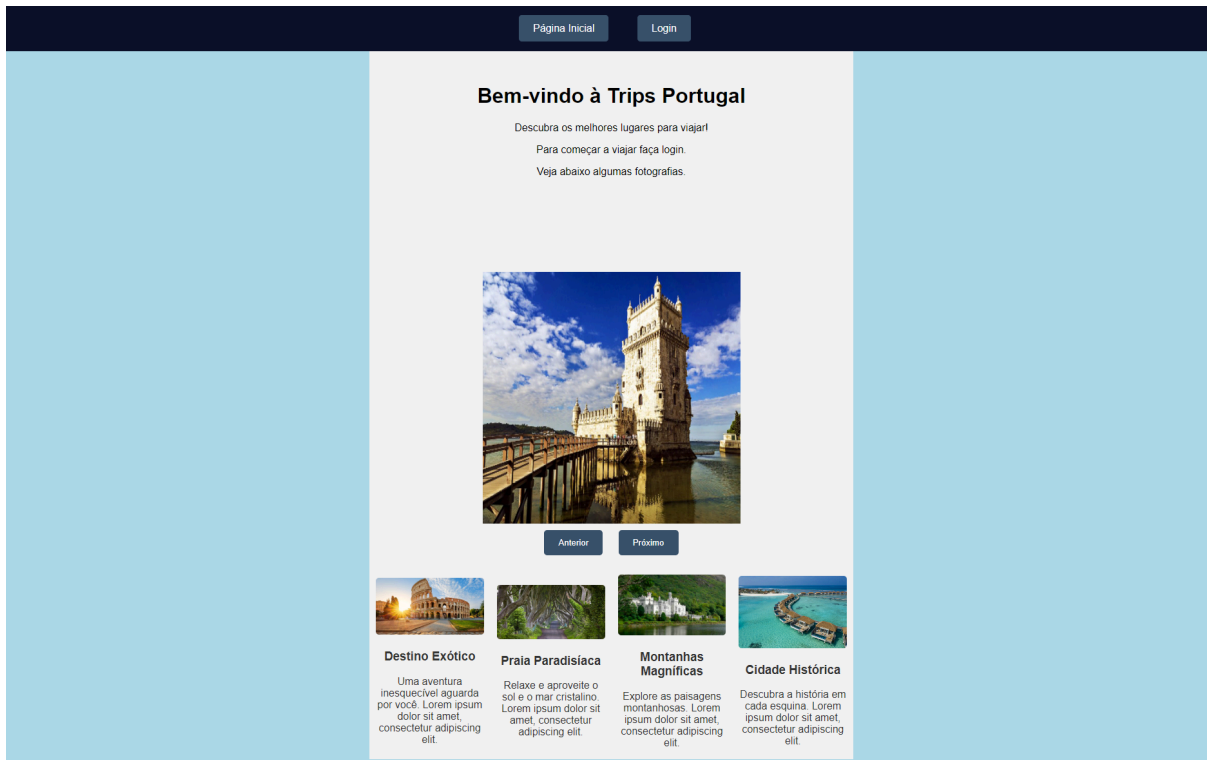 Página Inicial
Login
Bem-vindo à Trips Portugal
Descubra os melhores lugares para viajar!
Para começar a viajar faça login.
Veja abaixo algumas fotografias.
Anterior
Próximo
Destino Exótico
Uma aventura
inesquecível aguarda
por você. Lorem ipsum
dolor sit amet,
consectetur adipiscing
elit.
Praia Paradisíaca
Relaxe e aproveite o
sol e o mar cristalino.
Lorem ipsum dolor sit
amet, consectetur
adipiscing elit.
Montanhas
Magníficas
Explore as paisagens
montanhosas. Lorem
ipsum dolor sit amet,
consectetur adipiscing
elit.
Cidade Histórica
Descubra a história em
cada esquina. Lorem
ipsum dolor sit amet,
consectetur adipiscing
elit.